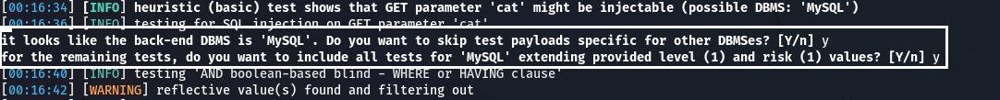 [00:16:34] [INFO] heuristic (basic) test shows that GET parameter 'cat' might be injectable (possible DBMS: 'MySQL')
[00:16:36] [INFO] testing for SQL injection on GET parameter 'cat'
it looks like the back-end DBMS is 'MySQL'. Do you want to skip test payloads specific for other DBMSes? [Y/n] y
for the remaining tests, do you want to include all tests for 'MySQL' extending provided level (1) and risk (1) values? [Y/n] y
[00:16:40] [INFO] testing 'AND boolean-based blind - WHERE or HAVING clause'
[00:16:42] [WARNING] reflective value(s) found and filtering out